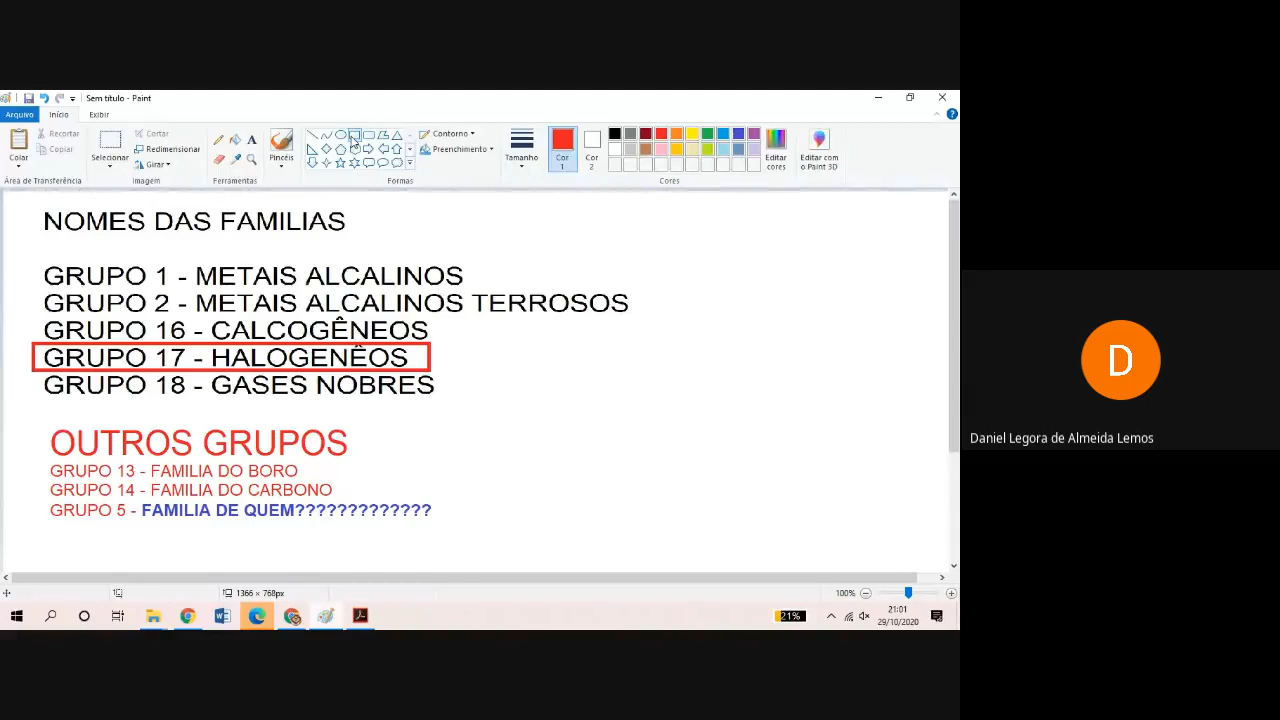 Sem título - Paint
Arquivo
Início
Exibir
Colar
Recortar
Copiar
Área de Transferência
Selecionar
Cortar
Redimensionar
Girar
Imagem
A
Ferramentas
Pincéis
Contorno
Preenchimento
Formas
Tamanho
Cor 1
Cor 2
Editar cores
Cores
Editar com o Paint 3D
NOMES DAS FAMILIAS
GRUPO 1 - METAIS ALCALINOS
GRUPO 2 - METAIS ALCALINOS TERROSOS
GRUPO 16 - CALCOGÊNEOS
GRUPO 17 - HALOGENÊOS
GRUPO 18 - GASES NOBRES
OUTROS GRUPOS
GRUPO 13 - FAMILIA DO BORO
GRUPO 14 - FAMILIA DO CARBONO
GRUPO 5 - FAMILIA DE QUEM?????????????
D
Daniel Legora de Almeida Lemos
1366 × 768px
100%
21%
21:01
29/10/2020